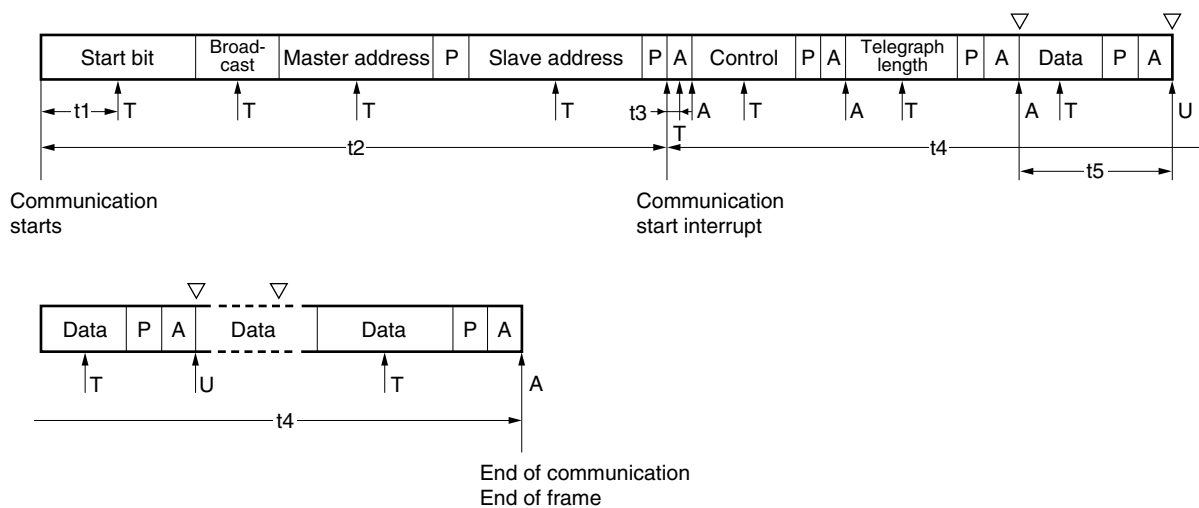 Start bit Broad-
cast Master address P Slave address P A Control P A Telegraph
length P A Data P A
t1 T T T T t3 T A T A T A T U
t2 t4
t5
Communication
starts
Communication
start interrupt
Data P A Data Data P A
T U T A
t4
End of communication
End of frame